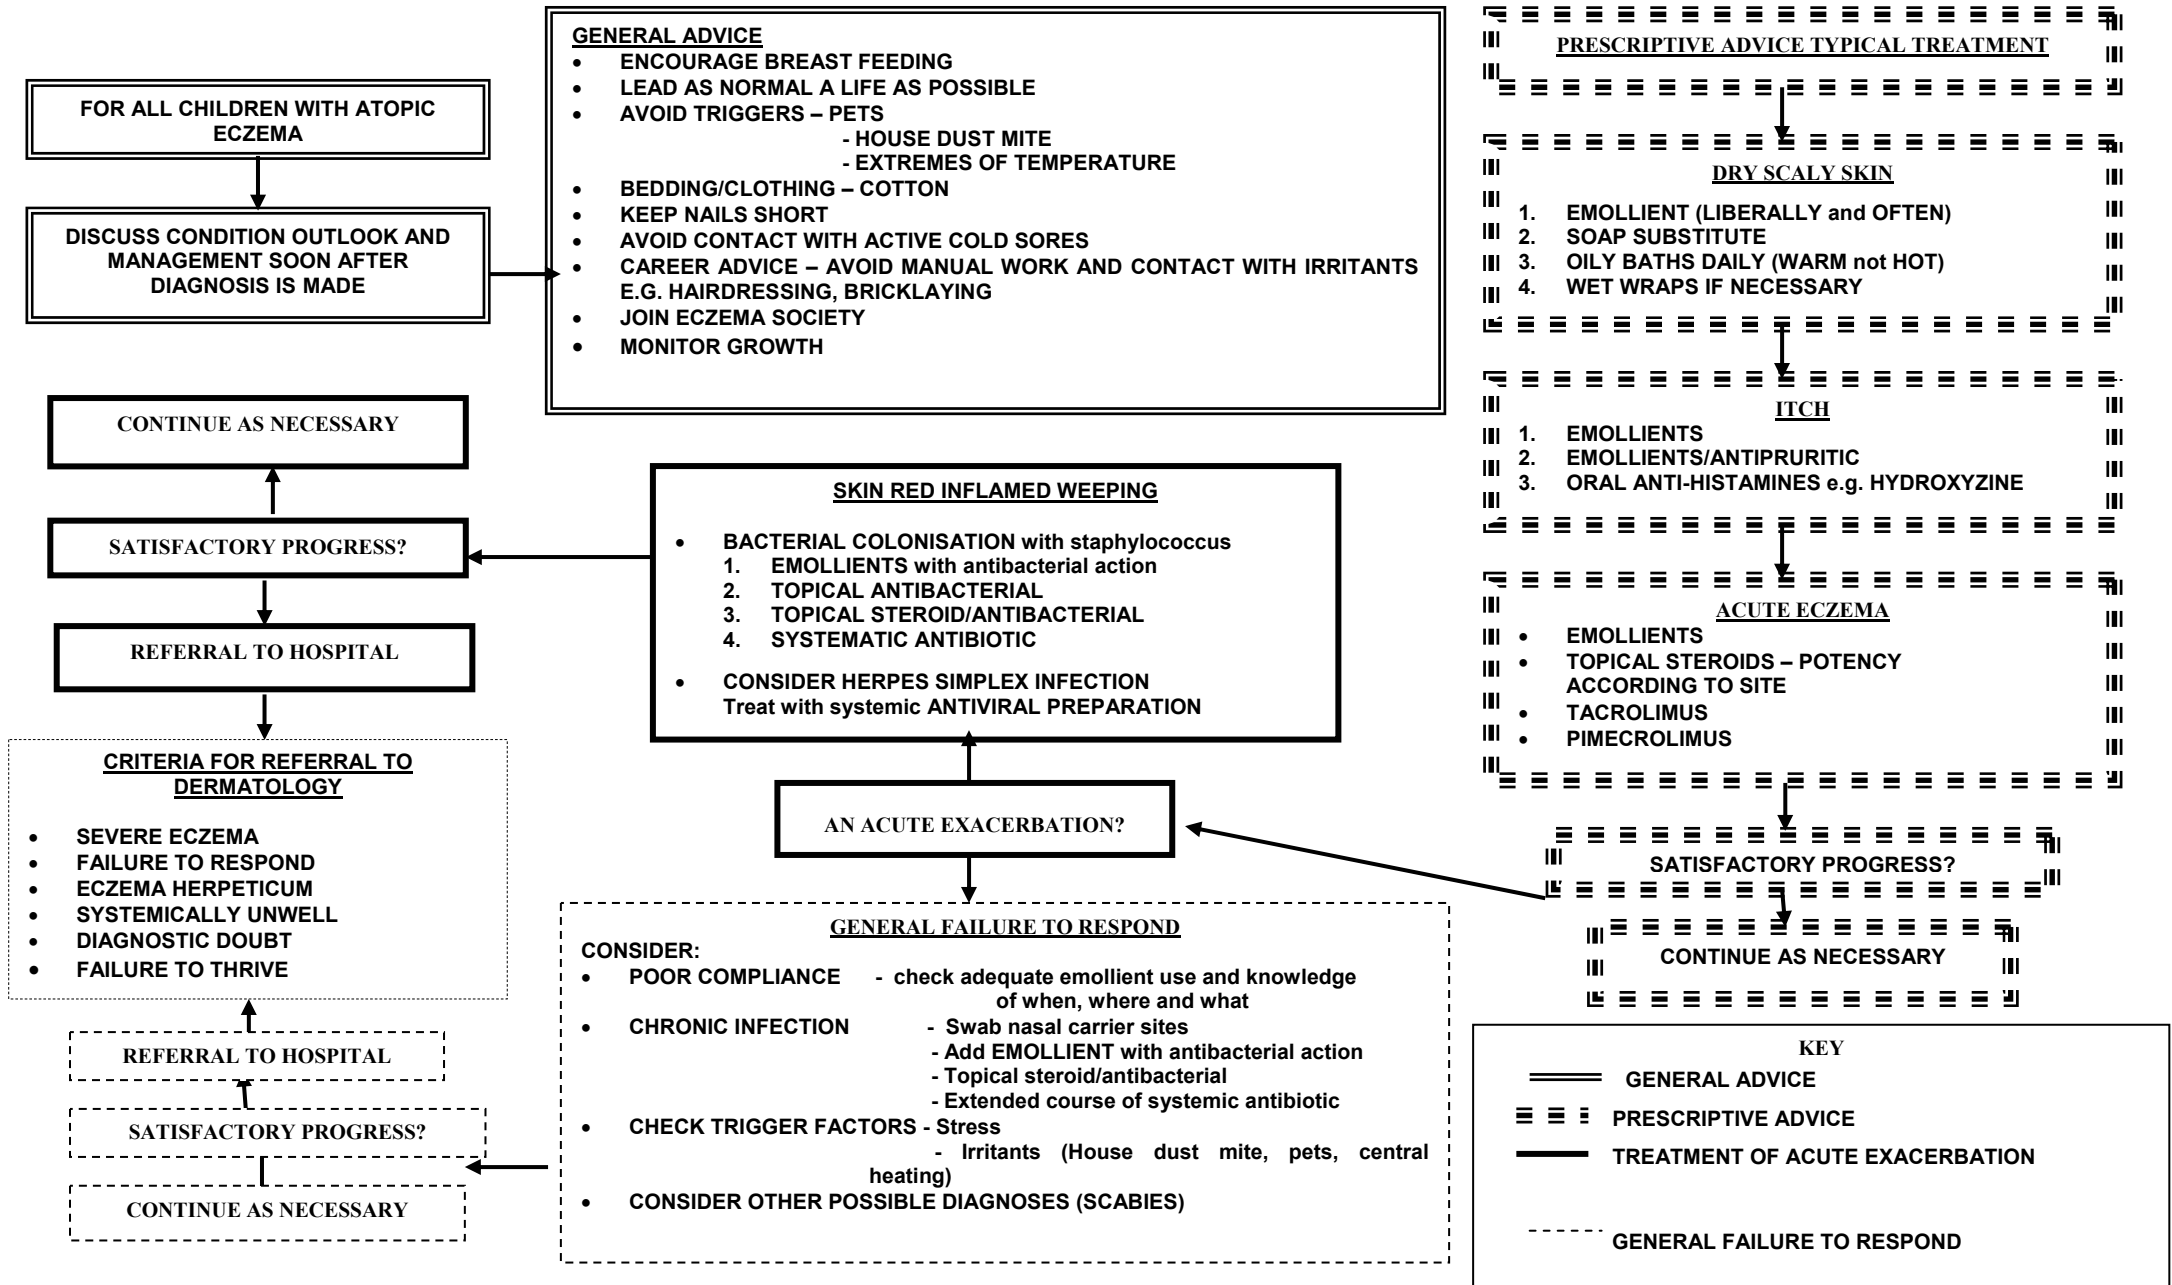 FOR ALL CHILDREN WITH ATOPIC
ECZEMA
DISCUSS CONDITION OUTLOOK AND
MANAGEMENT SOON AFTER
DIAGNOSIS IS MADE
GENERAL ADVICE
• ENCOURAGE BREAST FEEDING
• LEAD AS NORMAL A LIFE AS POSSIBLE
• AVOID TRIGGERS – PETS
- HOUSE DUST MITE
- EXTREMES OF TEMPERATURE
• BEDDING/CLOTHING – COTTON
• KEEP NAILS SHORT
• AVOID CONTACT WITH ACTIVE COLD SORES
• CAREER ADVICE – AVOID MANUAL WORK AND CONTACT WITH IRRITANTS
E.G. HAIRDRESSING, BRICKLAYING
• JOIN ECZEMA SOCIETY
• MONITOR GROWTH
PRESCRIPTIVE ADVICE TYPICAL TREATMENT
DRY SCALY SKIN
1. EMOLLIENT (LIBERALLY and OFTEN)
2. SOAP SUBSTITUTE
3. OILY BATHS DAILY (WARM not HOT)
4. WET WRAPS IF NECESSARY
ITCH
1. EMOLLIENTS
2. EMOLLIENTS/ANTIPRURITIC
3. ORAL ANTI-HISTAMINES e.g. HYDROXYZINE
ACUTE ECZEMA
• EMOLLIENTS
• TOPICAL STEROIDS – POTENCY
ACCORDING TO SITE
• TACROLIMUS
• PIMECROLIMUS
SATISFACTORY PROGRESS?
CONTINUE AS NECESSARY
AN ACUTE EXACERBATION?
SKIN RED INFLAMED WEEPING
• BACTERIAL COLONISATION with staphylococcus
1. EMOLLIENTS with antibacterial action
2. TOPICAL ANTIBACTERIAL
3. TOPICAL STEROID/ANTIBACTERIAL
4. SYSTEMATIC ANTIBIOTIC
• CONSIDER HERPES SIMPLEX INFECTION
Treat with systemic ANTIVIRAL PREPARATION
CONTINUE AS NECESSARY
SATISFACTORY PROGRESS?
REFERRAL TO HOSPITAL
CRITERIA FOR REFERRAL TO
DERMATOLOGY
• SEVERE ECZEMA
• FAILURE TO RESPOND
• ECZEMA HERPETICUM
• SYSTEMICALLY UNWELL
• DIAGNOSTIC DOUBT
• FAILURE TO THRIVE
REFERRAL TO HOSPITAL
SATISFACTORY PROGRESS?
CONTINUE AS NECESSARY
GENERAL FAILURE TO RESPOND
CONSIDER:
• POOR COMPLIANCE - check adequate emollient use and knowledge
of when, where and what
• CHRONIC INFECTION - Swab nasal carrier sites
- Add EMOLLIENT with antibacterial action
- Topical steroid/antibacterial
- Extended course of systemic antibiotic
• CHECK TRIGGER FACTORS - Stress
- Irritants (House dust mite, pets, central
heating)
• CONSIDER OTHER POSSIBLE DIAGNOSES (SCABIES)
KEY
GENERAL ADVICE
PRESCRIPTIVE ADVICE
TREATMENT OF ACUTE EXACERBATION
GENERAL FAILURE TO RESPOND